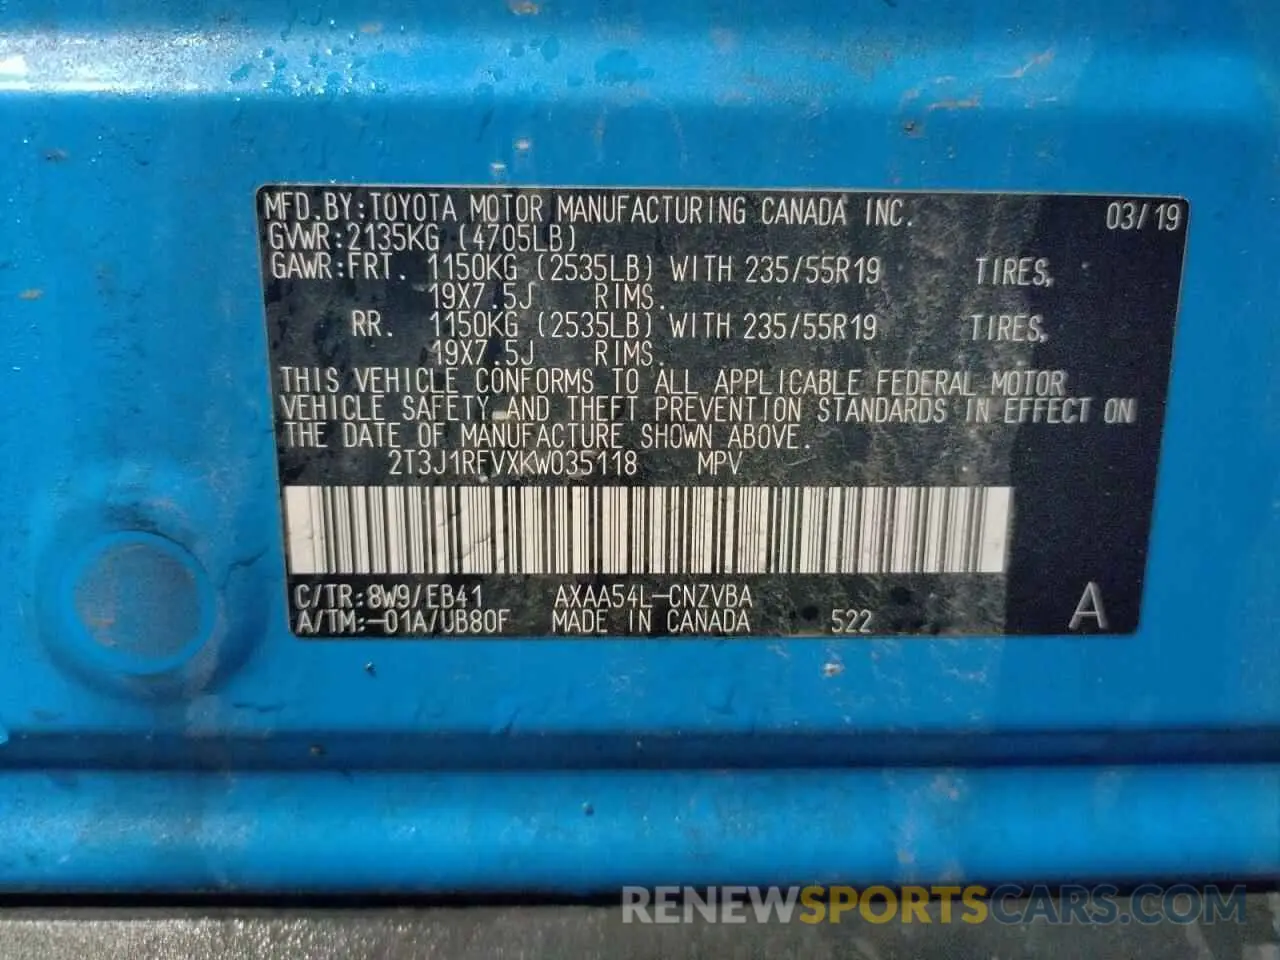 MFD.BY:TOYOTA MOTOR MANUFACTURING CANADA INC. 03/19
GVWR:2135KG (4705LB)
GAWR:FRT. 1150KG (2535LB) WITH 235/55R19 TIRES,
19X7.5J RIMS.
RR. 1150KG (2535LB) WITH 235/55R19 TIRES,
19X7.5J RIMS.
THIS VEHICLE CONFORMS TO ALL APPLICABLE FEDERAL MOTOR
VEHICLE SAFETY AND THEFT PREVENTION STANDARDS IN EFFECT ON
THE DATE OF MANUFACTURE SHOWN ABOVE.
2T3J1RFVXKW035118 MPV
C/TR:8W9/EB41 AXAA54L-CNZVBA
A/TM:-01A/UB80F MADE IN CANADA 522 A
RENEWSPORTSCARS.COM